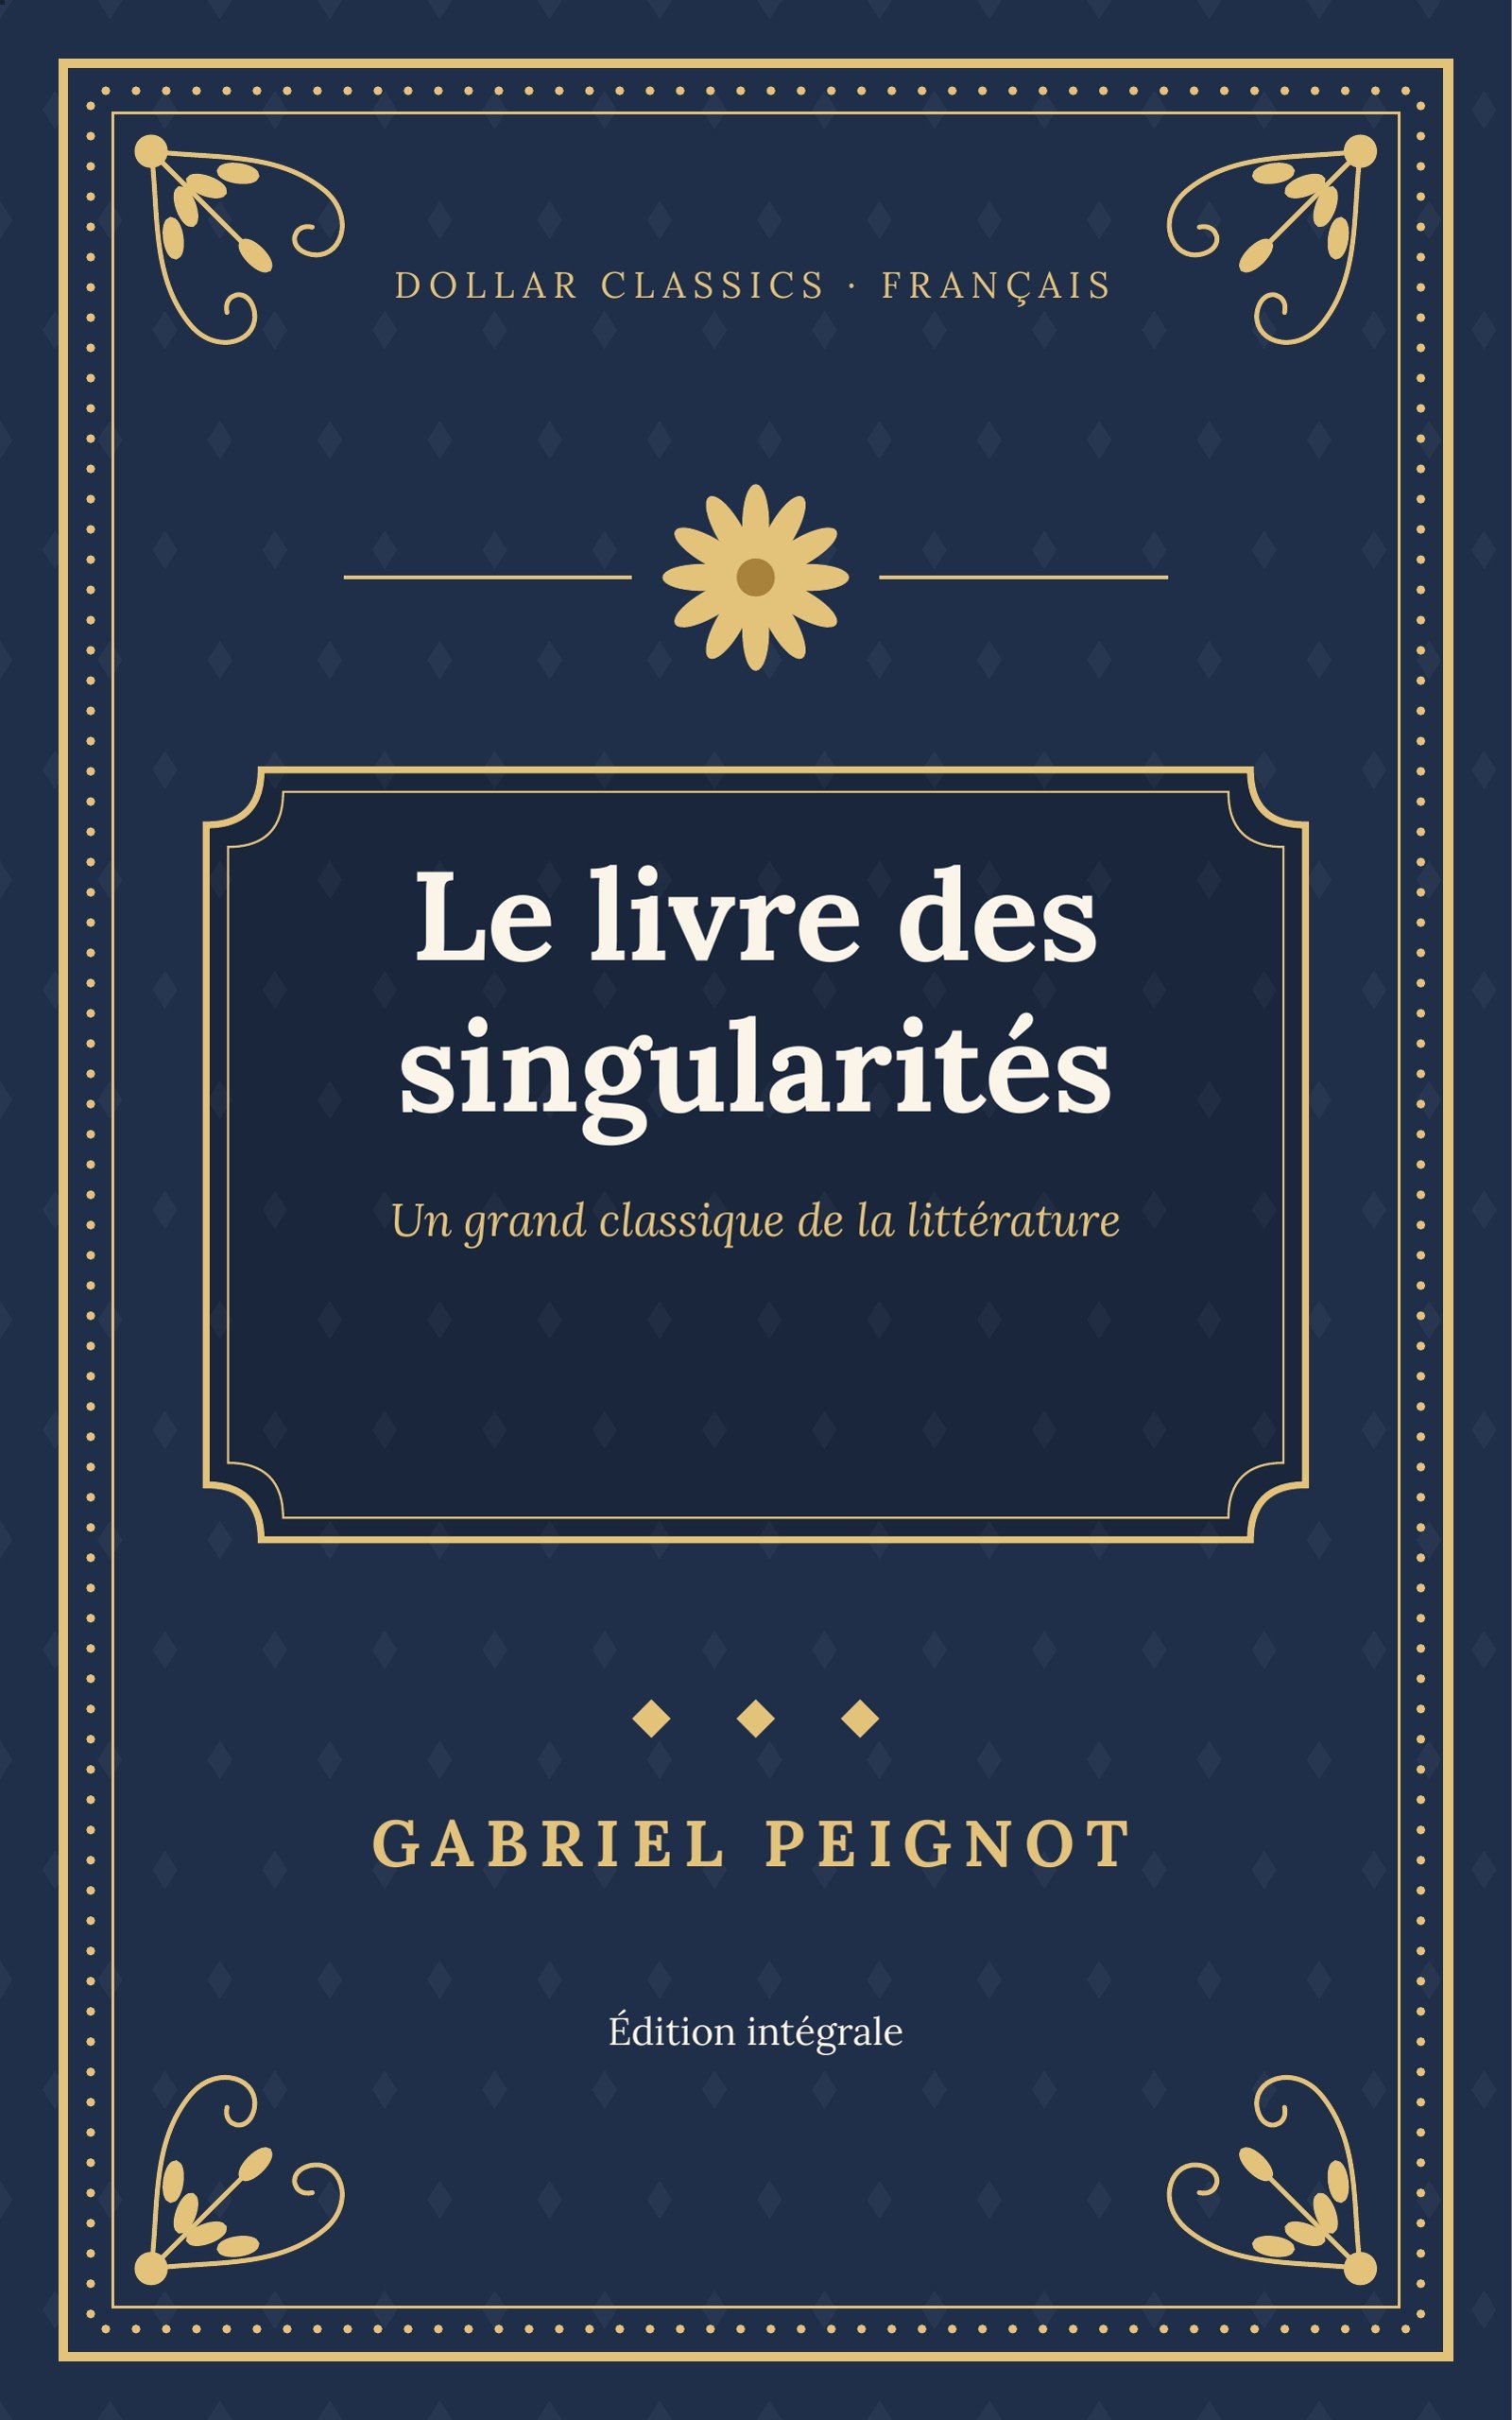 DOLLAR CLASSICS · FRANÇAIS
Le livre des
singularités
Un grand classique de la littérature
GABRIEL PEIGNOT
Édition intégrale